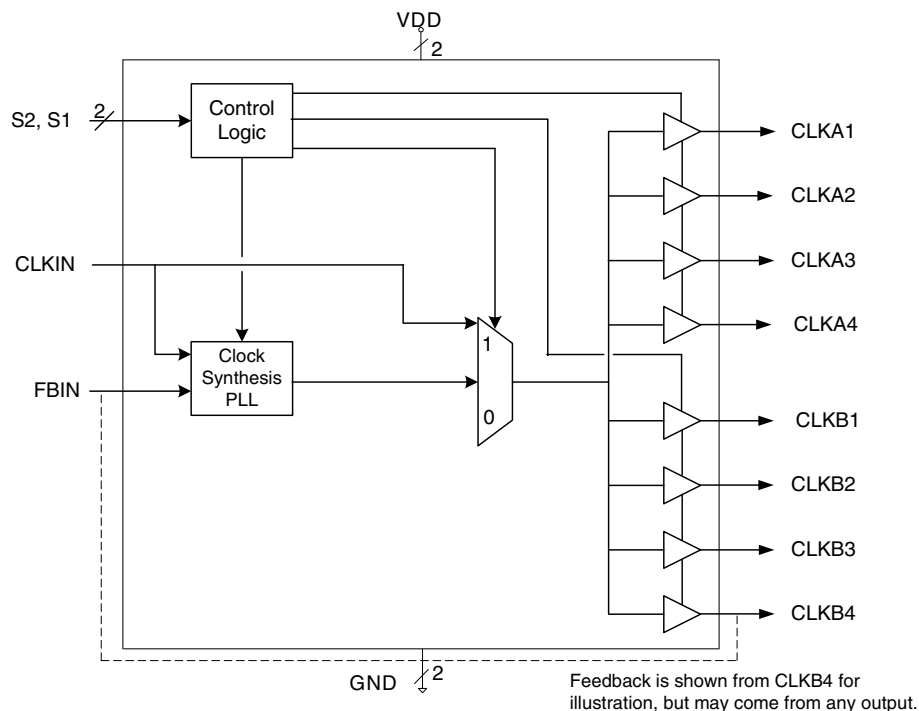 VDD
2
S2, S1
2
Control
Logic
CLKA1
CLKA2
CLKIN
CLKA3
CLKA4
1
Clock
Synthesis
PLL
FBIN
0
CLKB1
CLKB2
CLKB3
CLKB4
2
GND
Feedback is shown from CLKB4 for
illustration, but may come from any output.